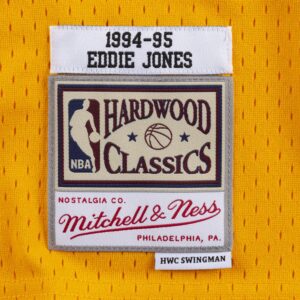 1994-95
EDDIE JONES
HARDWOOD
NBA
CLASSICS
NOSTALGIA CO.
Mitchell & Ness
PHILADELPHIA, PA.
HWC SWINGMAN